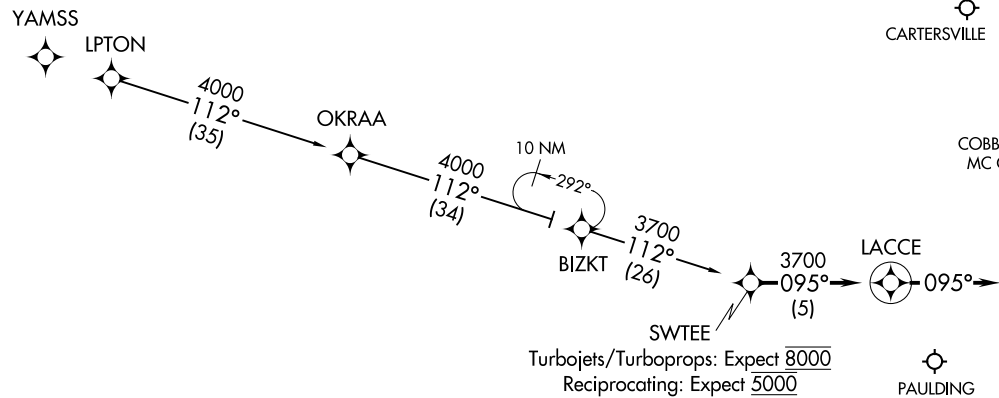 YAMSS
LPTON
4000
112°
(35)
OKRAA
4000
112°
(34)
10 NM
292°
BIZKT
3700
112°
(26)
SWTEE
Turbojets/Turboprops: Expect 8000
Reciprocating: Expect 5000
3700
095°
(5)
LACCE
095°
CARTERSVILLE
COBB
MC
PAULDING